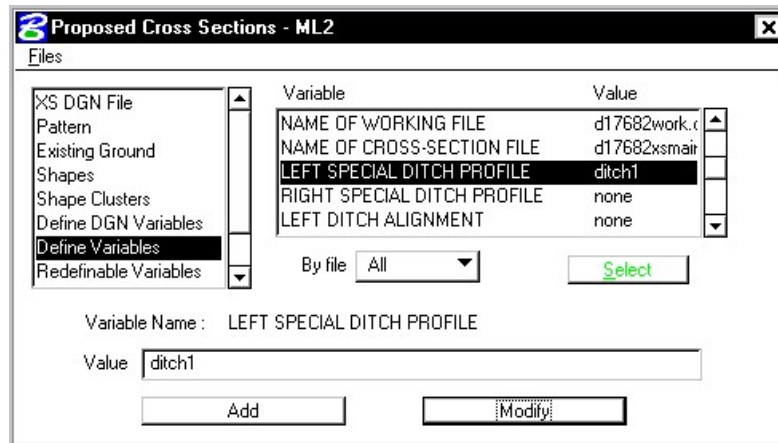 Proposed Cross Sections - ML2
Files
XS DGN File
Pattern
Existing Ground
Shapes
Shape Clusters
Define DGN Variables
Define Variables
Redefinable Variables
Variable Value
NAME OF WORKING FILE d17682work.
NAME OF CROSS-SECTION FILE d17682xsmain
LEFT SPECIAL DITCH PROFILE ditch1
RIGHT SPECIAL DITCH PROFILE none
LEFT DITCH ALIGNMENT none
By file All Select
Variable Name : LEFT SPECIAL DITCH PROFILE
Value ditch1
Add Modify